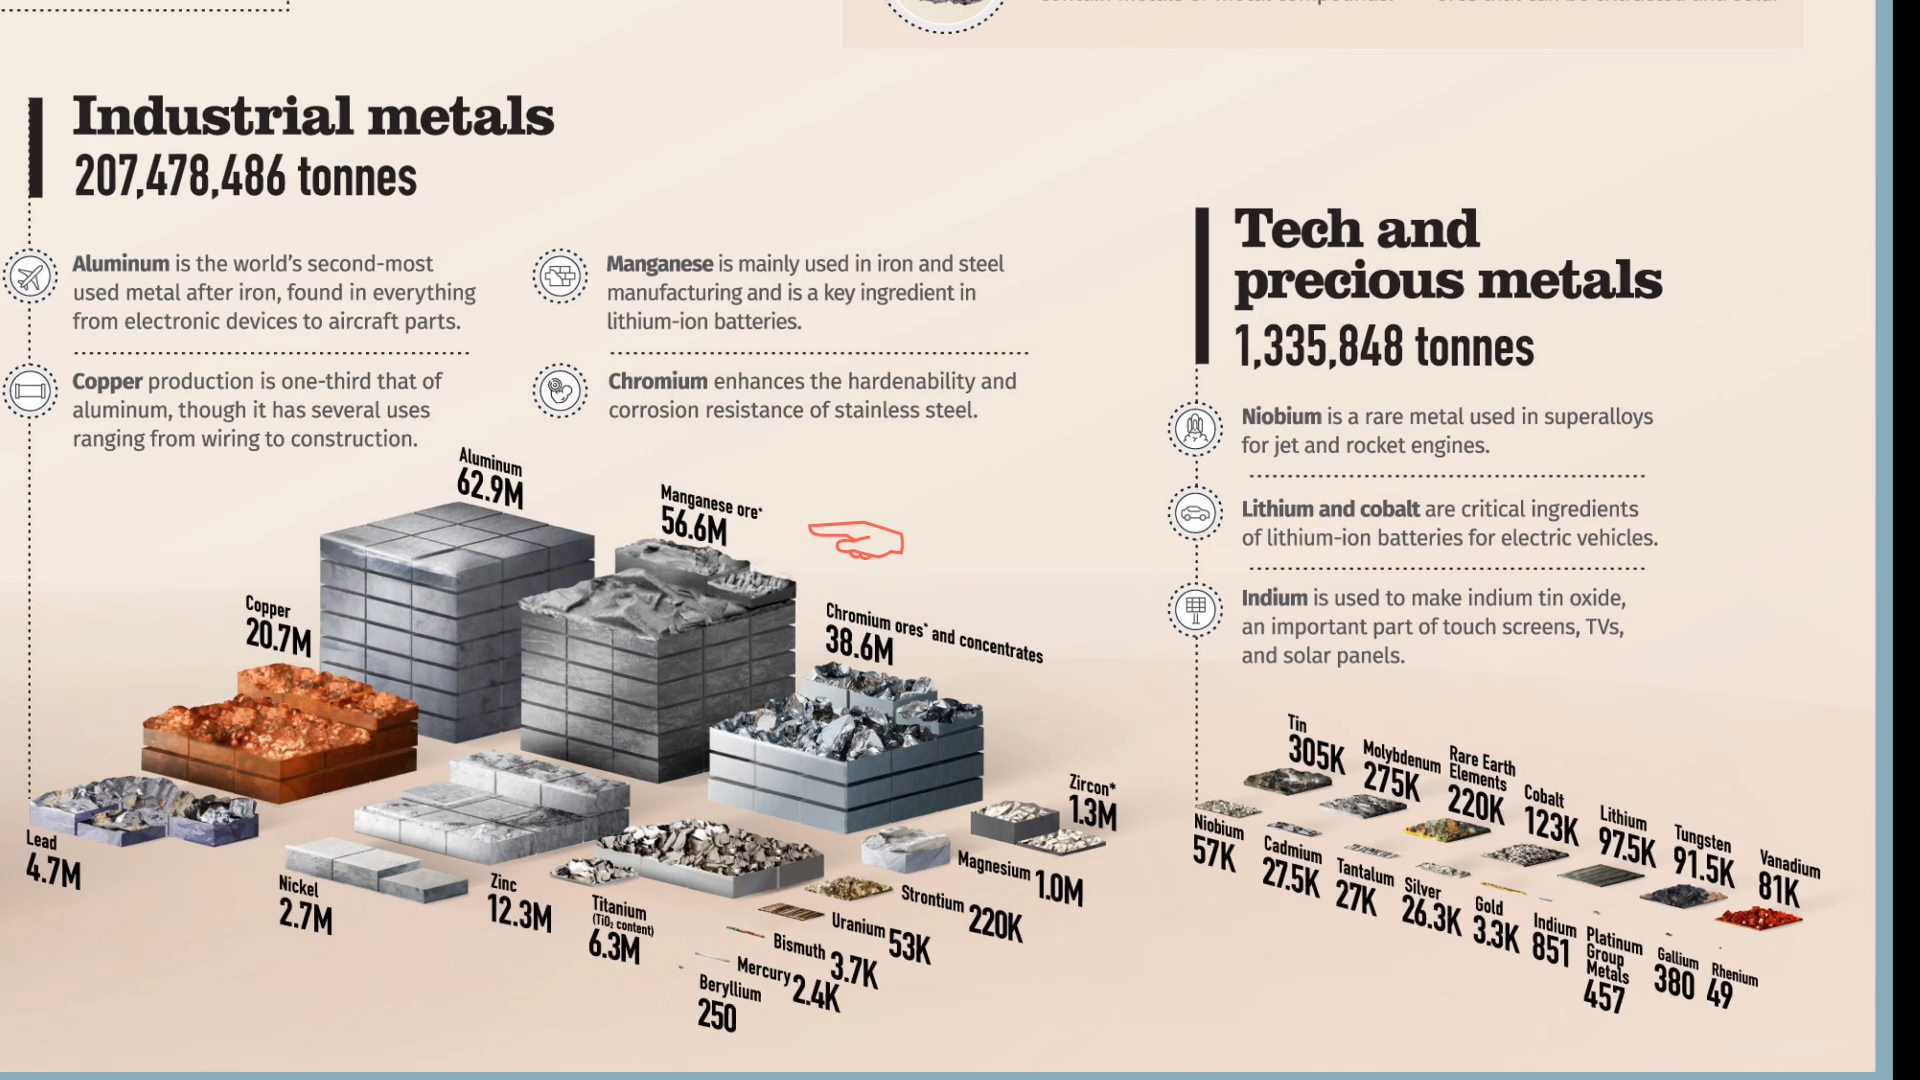 Industrial metals
207,478,486 tonnes
Aluminum is the world's second-most
used metal after iron, found in everything
from electronic devices to aircraft parts.
Copper production is one-third that of
aluminum, though it has several uses
ranging from wiring to construction.
Manganese is mainly used in iron and steel
manufacturing and is a key ingredient in
lithium-ion batteries.
Chromium enhances the hardenability and
corrosion resistance of stainless steel.
Aluminum
62.9M
Manganese ore*
56.6M
Copper
20.7M
Chromium ores* and concentrates
38.6M
Zircon*
1.3M
Lead
4.7M
Nickel
2.7M
Zinc
12.3M
Titanium
(TiO₂ content)
6.3M
Magnesium 1.0M
Strontium 220K
Uranium 53K
Bismuth 3.7K
Mercury 2.4K
Beryllium
250
Tech and
precious metals
1,335,848 tonnes
Niobium is a rare metal used in superalloys
for jet and rocket engines.
Lithium and cobalt are critical ingredients
of lithium-ion batteries for electric vehicles.
Indium is used to make indium tin oxide,
an important part of touch screens, TVs,
and solar panels.
Tin
305K
Molybdenum
275K
Rare Earth
Elements
220K
Cobalt
123K
Lithium
97.5K
Tungsten
91.5K
Vanadium
81K
Niobium
57K
Cadmium
27.5K
Tantalum
27K
Silver
26.3K
Gold
3.3K
Indium
851
Platinum
Group
Metals
457
Gallium
380
Rhenium
49